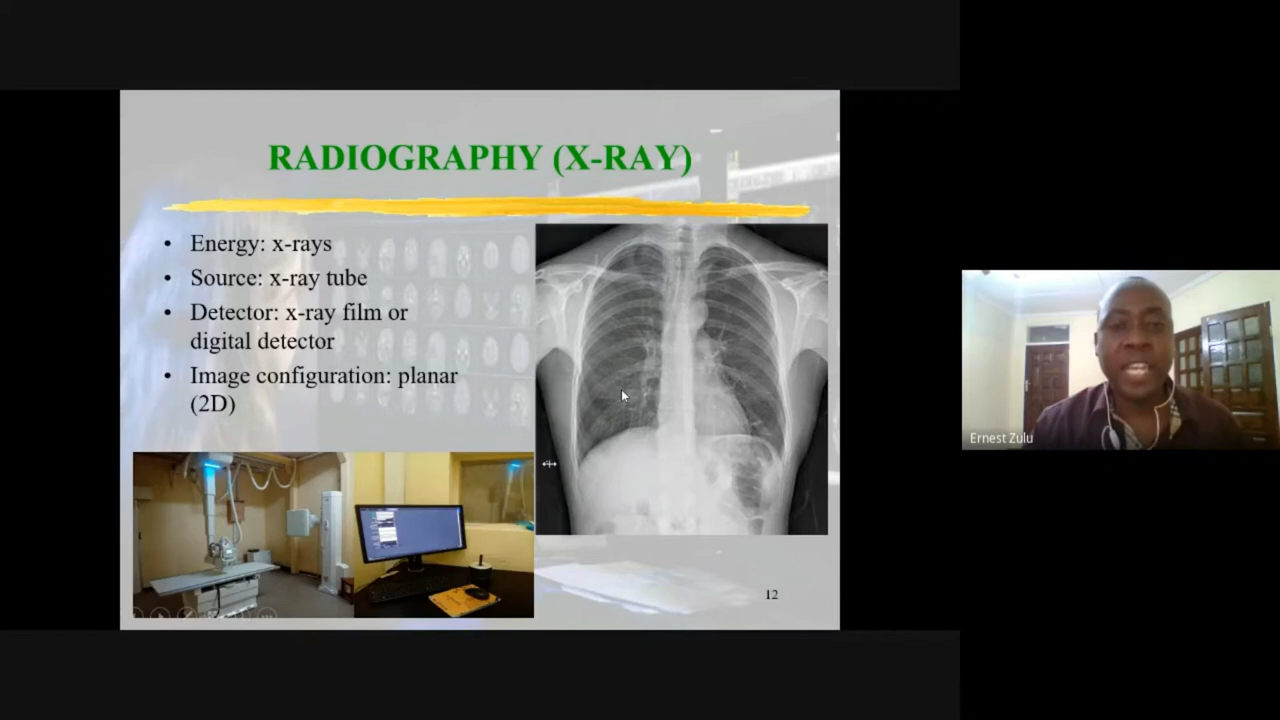 RADIOGRAPHY (X-RAY)
• Energy: x-rays
• Source: x-ray tube
• Detector: x-ray film or
digital detector
• Image configuration: planar
(2D)
12
Ernest Zulu